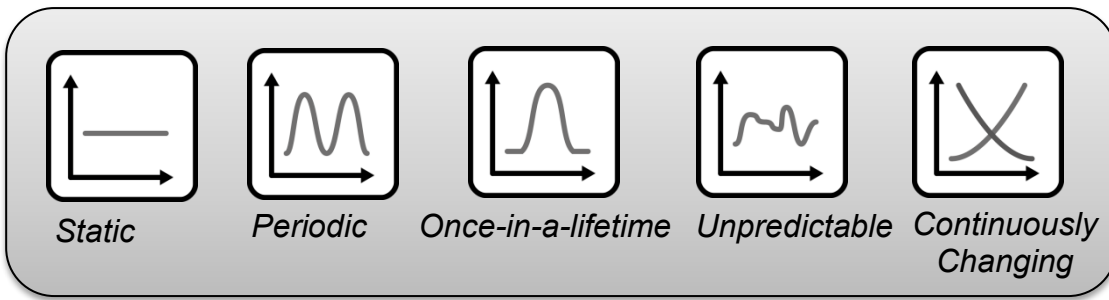 Static
Periodic
Once-in-a-lifetime
Unpredictable
Continuously
Changing